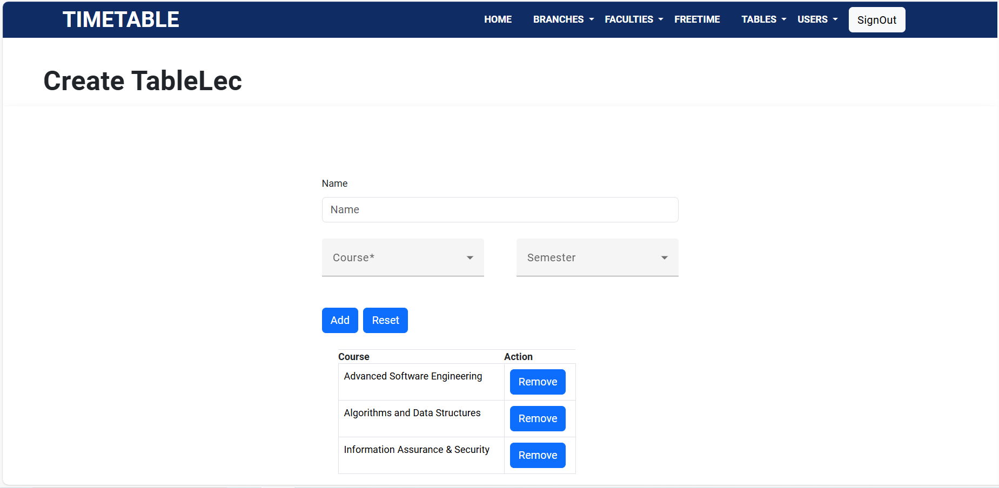 TIMETABLE HOME BRANCHES FACULTIES FREETIME TABLES USERS SignOut
Create TableLec
Name
Name
Course* Semester
Add Reset
Course Action
Advanced Software Engineering Remove
Algorithms and Data Structures Remove
Information Assurance & Security Remove